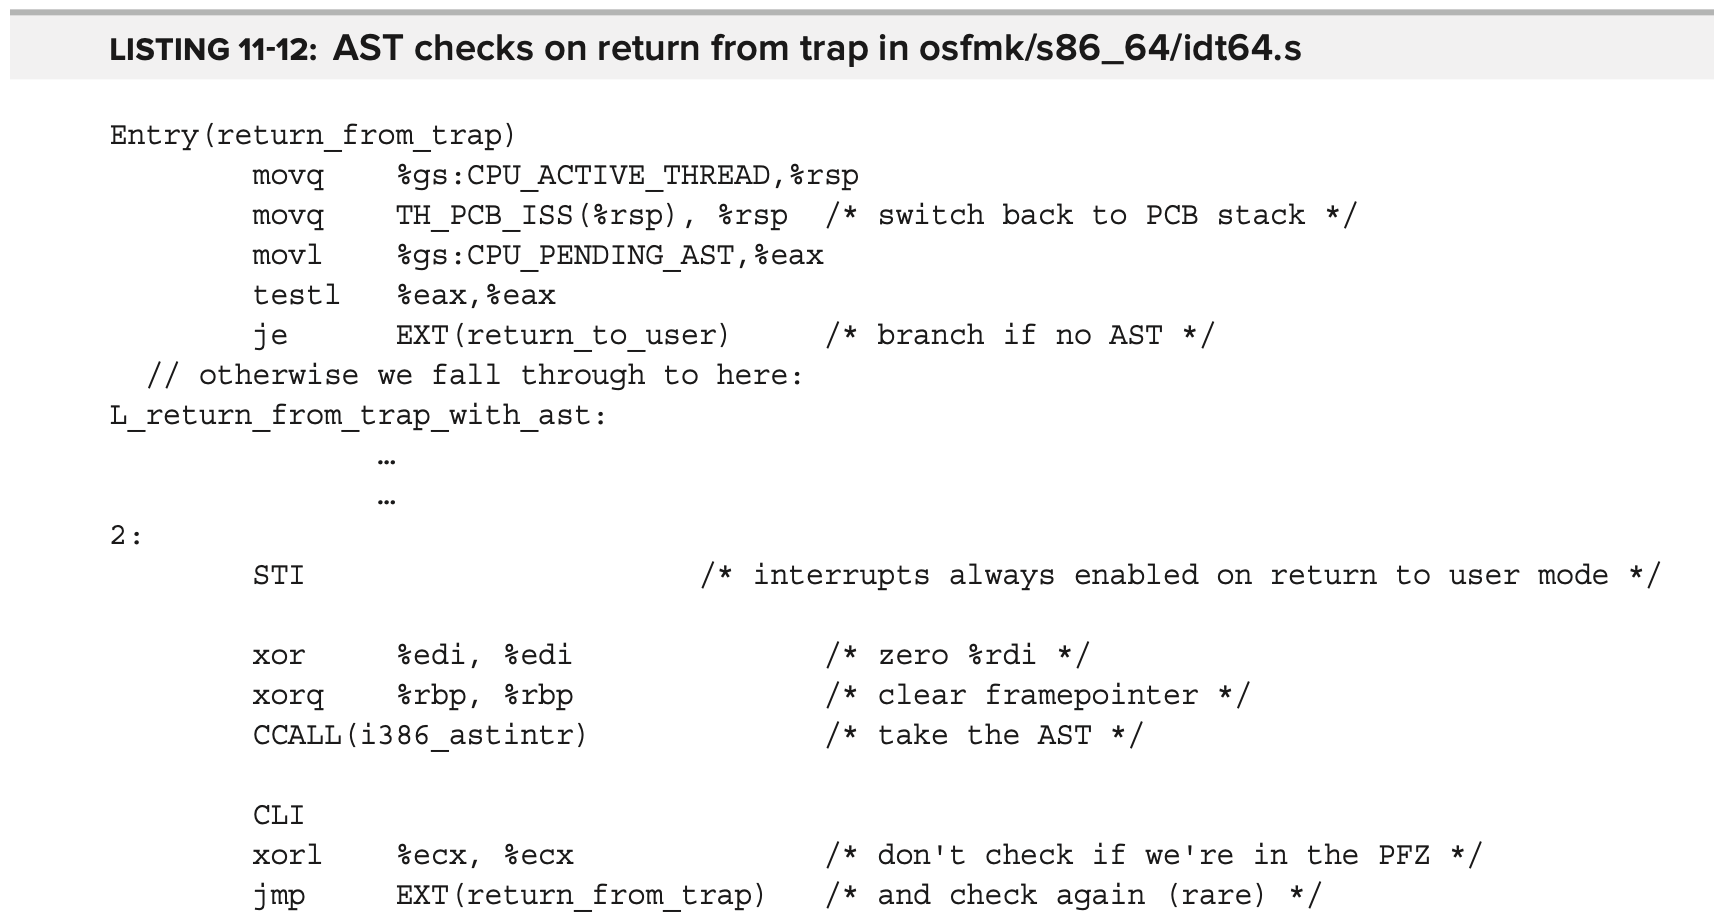 LISTING 11-12: AST checks on return from trap in osfmk/s86_64/idt64.s
Entry(return_from_trap)
movq %gs:CPU_ACTIVE_THREAD,%rsp
movq TH_PCB_ISS(%rsp), %rsp /* switch back to PCB stack */
movl %gs:CPU_PENDING_AST,%eax
testl %eax,%eax
je EXT(return_to_user) /* branch if no AST */
// otherwise we fall through to here:
L_return_from_trap_with_ast:
…
…
2:
STI /* interrupts always enabled on return to user mode */
xor %edi, %edi /* zero %rdi */
xorq %rbp, %rbp /* clear framepointer */
CCALL(i386_astintr) /* take the AST */
CLI
xorl %ecx, %ecx /* don't check if we're in the PFZ */
jmp EXT(return_from_trap) /* and check again (rare) */